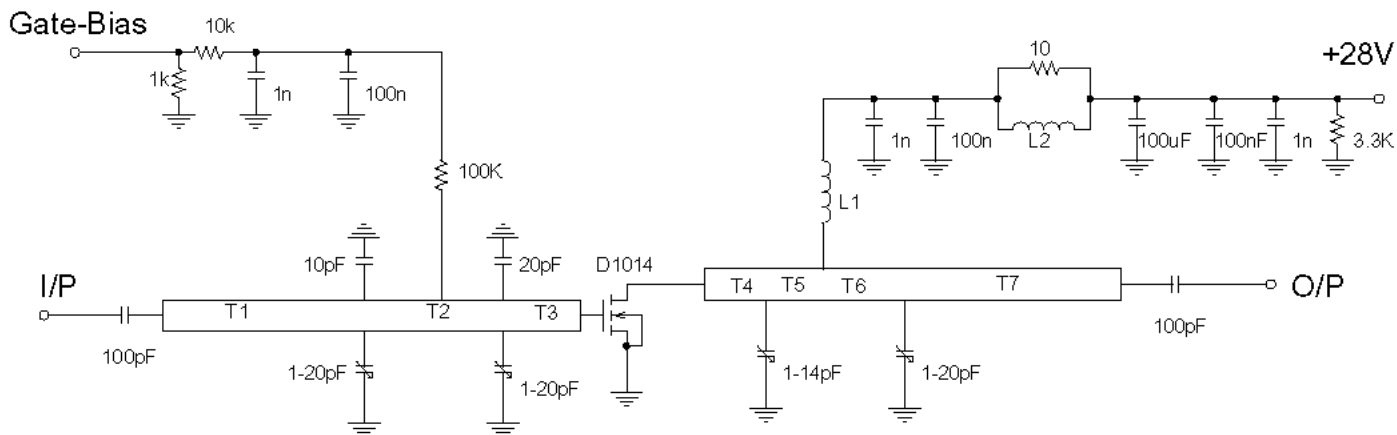 Gate-Bias
10k
1k
1n
100n
100K
10
+28V
1n
100n
L2
100uF
100nF
1n
3.3K
L1
I/P
10pF
20pF
D1014
T1
T2
T3
T4
T5
T6
T7
O/P
100pF
1-20pF
1-20pF
1-14pF
1-20pF
100pF